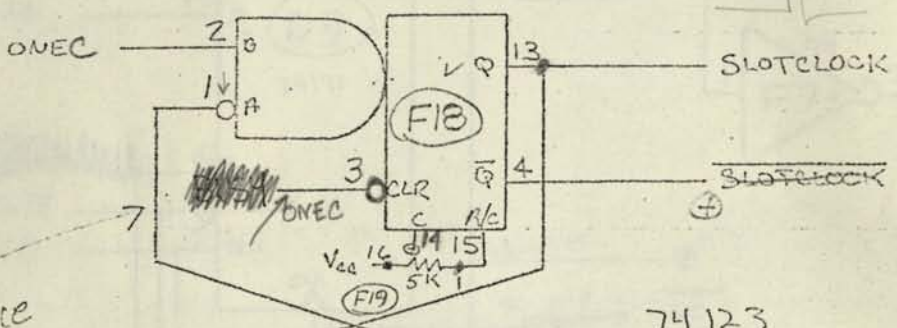 ONEC
2
B
13
Q
SLOTCLOCK
1
A
F18
3
CLR
Q
4
SLOTCLOCK
ONEC
+
7
C
R/C
14
15
Vcc
16
5K
1
F19
74123